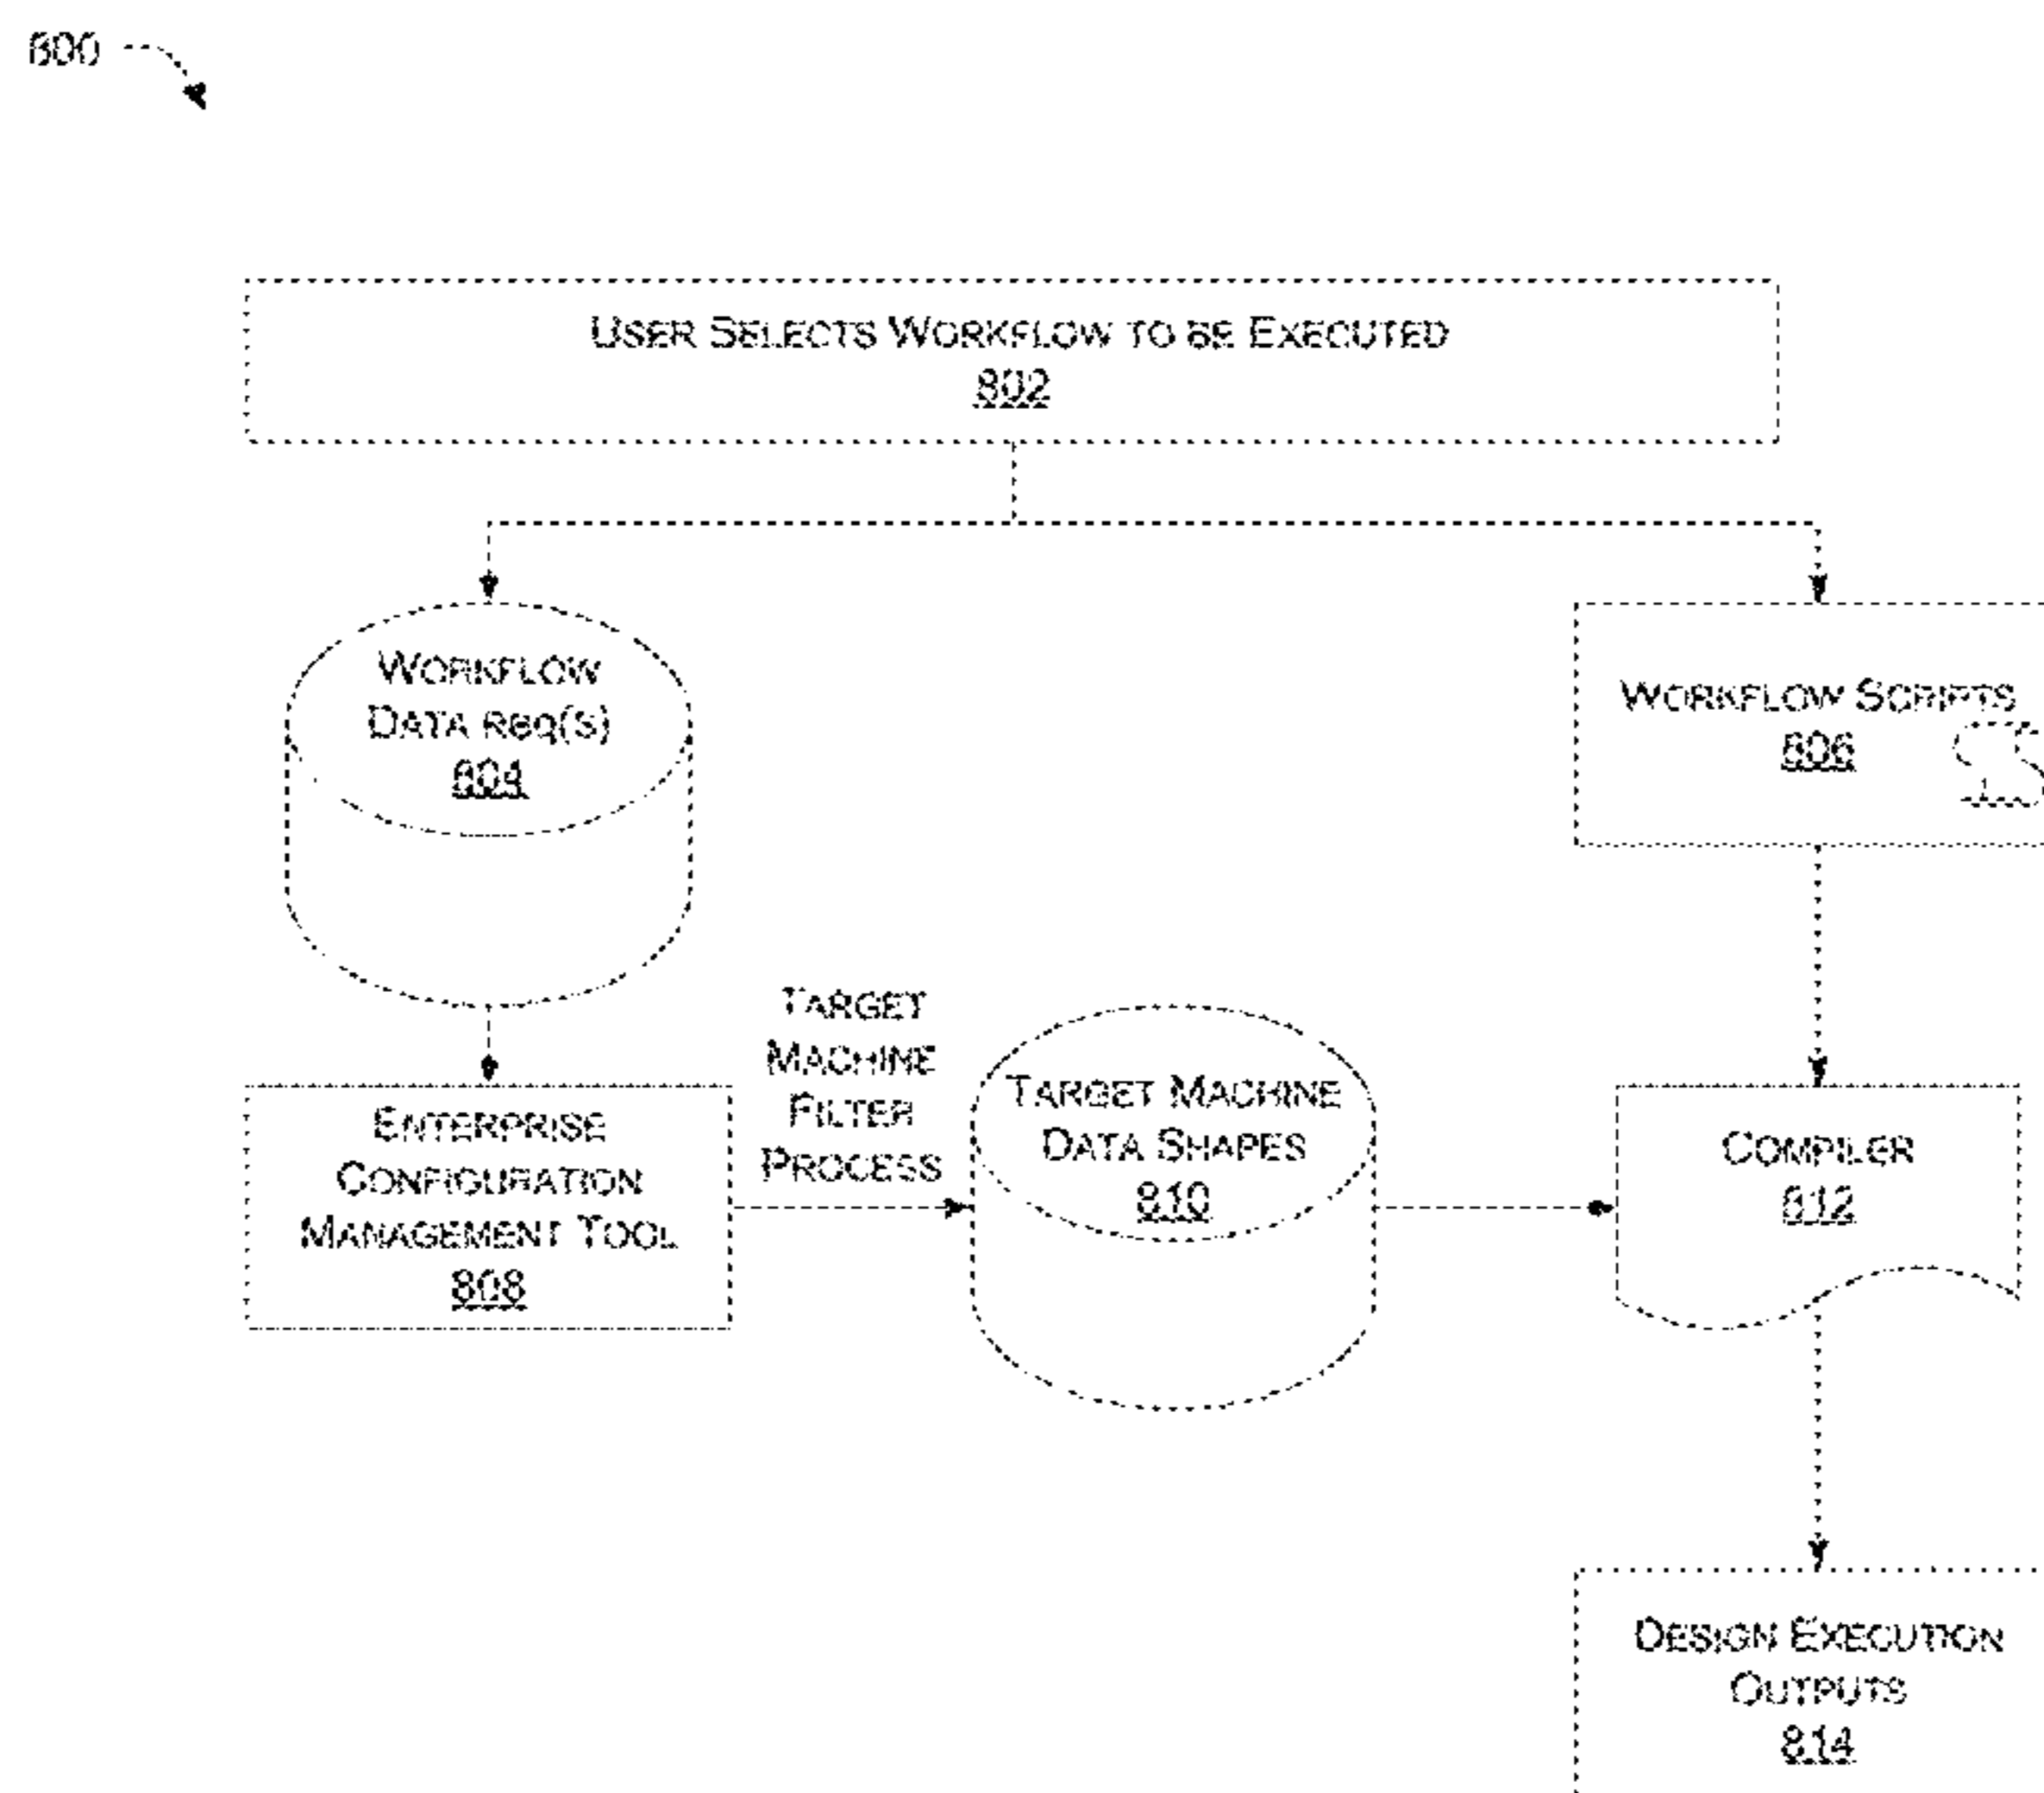 800
USER SELECTS WORKFLOW TO BE EXECUTED
802
WORKFLOW
DATA REQ(S)
804
WORKFLOW SCRIPTS
806
TARGET
MACHINE
FILTER
PROCESS
ENTERPRISE
CONFIGURATION
MANAGEMENT TOOL
808
TARGET MACHINE
DATA SHAPES
810
COMPILER
812
DESIGN EXECUTION
OUTPUTS
814